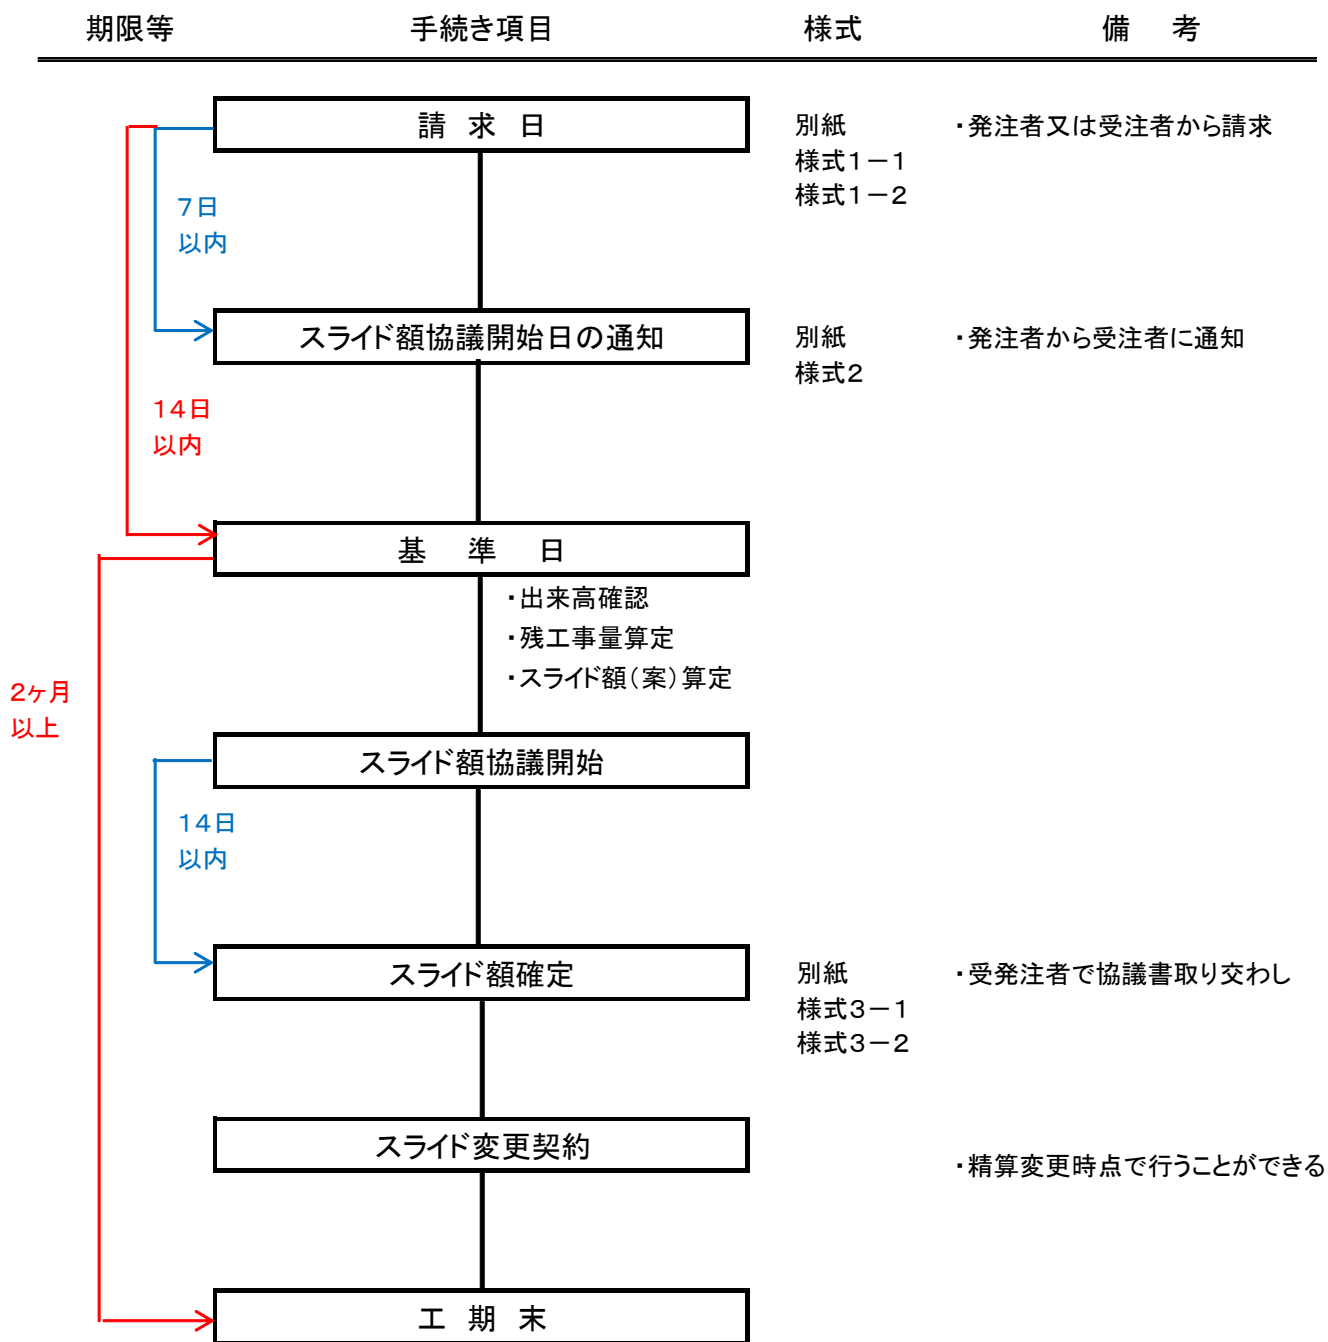 期限等 手続き項目 様式 備　考
請　求　日 別紙 ・発注者又は受注者から請求
様式１－１
様式１－２
７日
以内
スライド額協議開始日の通知 別紙 ・発注者から受注者に通知
様式２
１４日
以内
基　準　日
・出来高確認
・残工事量算定
・スライド額（案）算定
２ヶ月
以上
スライド額協議開始
１４日
以内
スライド額確定 別紙 ・受発注者で協議書取り交わし
様式３－１
様式３－２
スライド変更契約
・精算変更時点で行うことができる
工　期　末